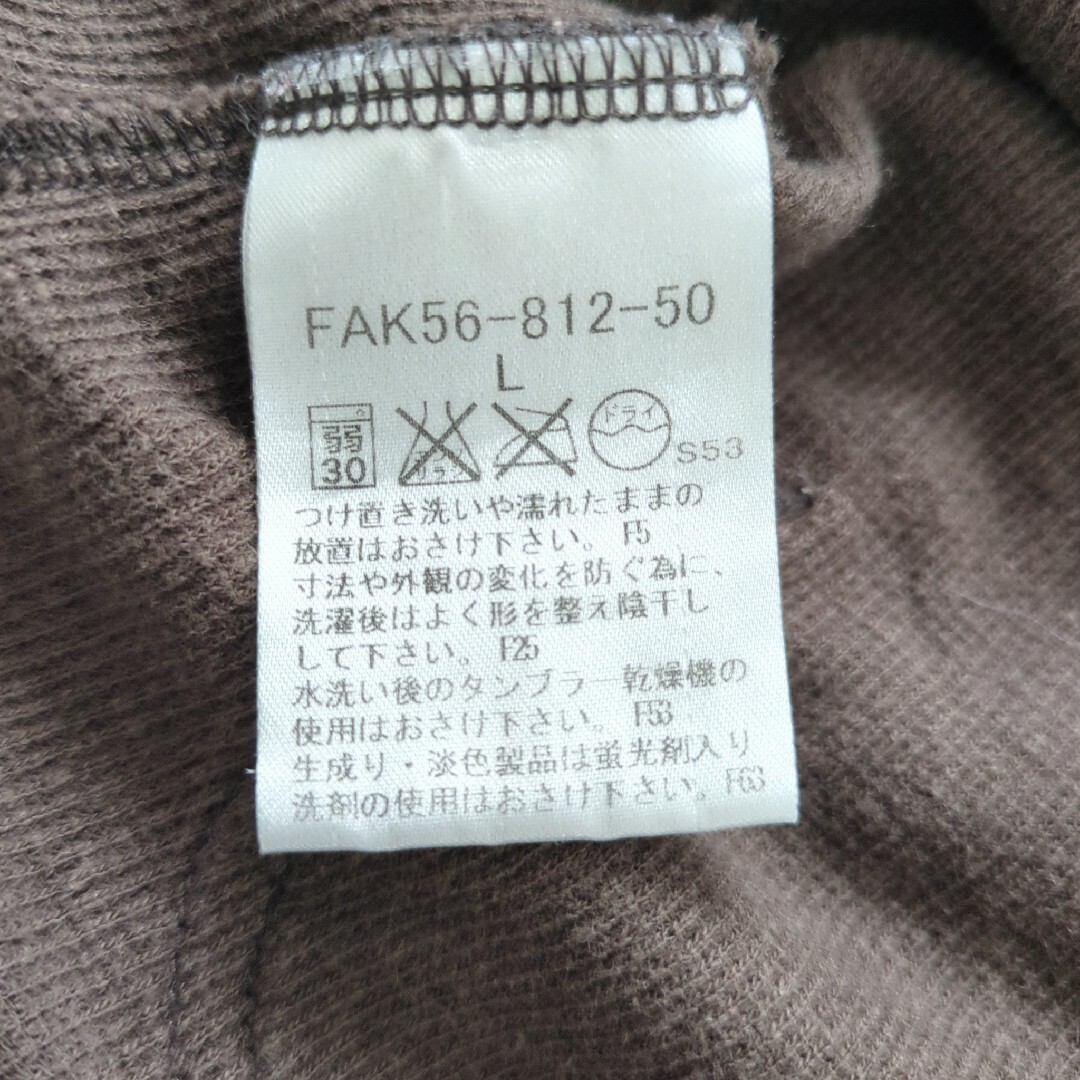 FAK56-812-50
L
弱
30
ドライ
S53
つけ直き洗いや濡れたままの
放置はおさけ下さい。F5
寸法や外観の変化を防ぐ為に、
洗濯後はよく形を整え陰干し
して下さい。F25
水洗い後のタンブラー乾燥機の
使用はおさけ下さい。F53
生成り・淡色製品は蛍光剤入り
洗剤の使用はおさけ下さい。F63